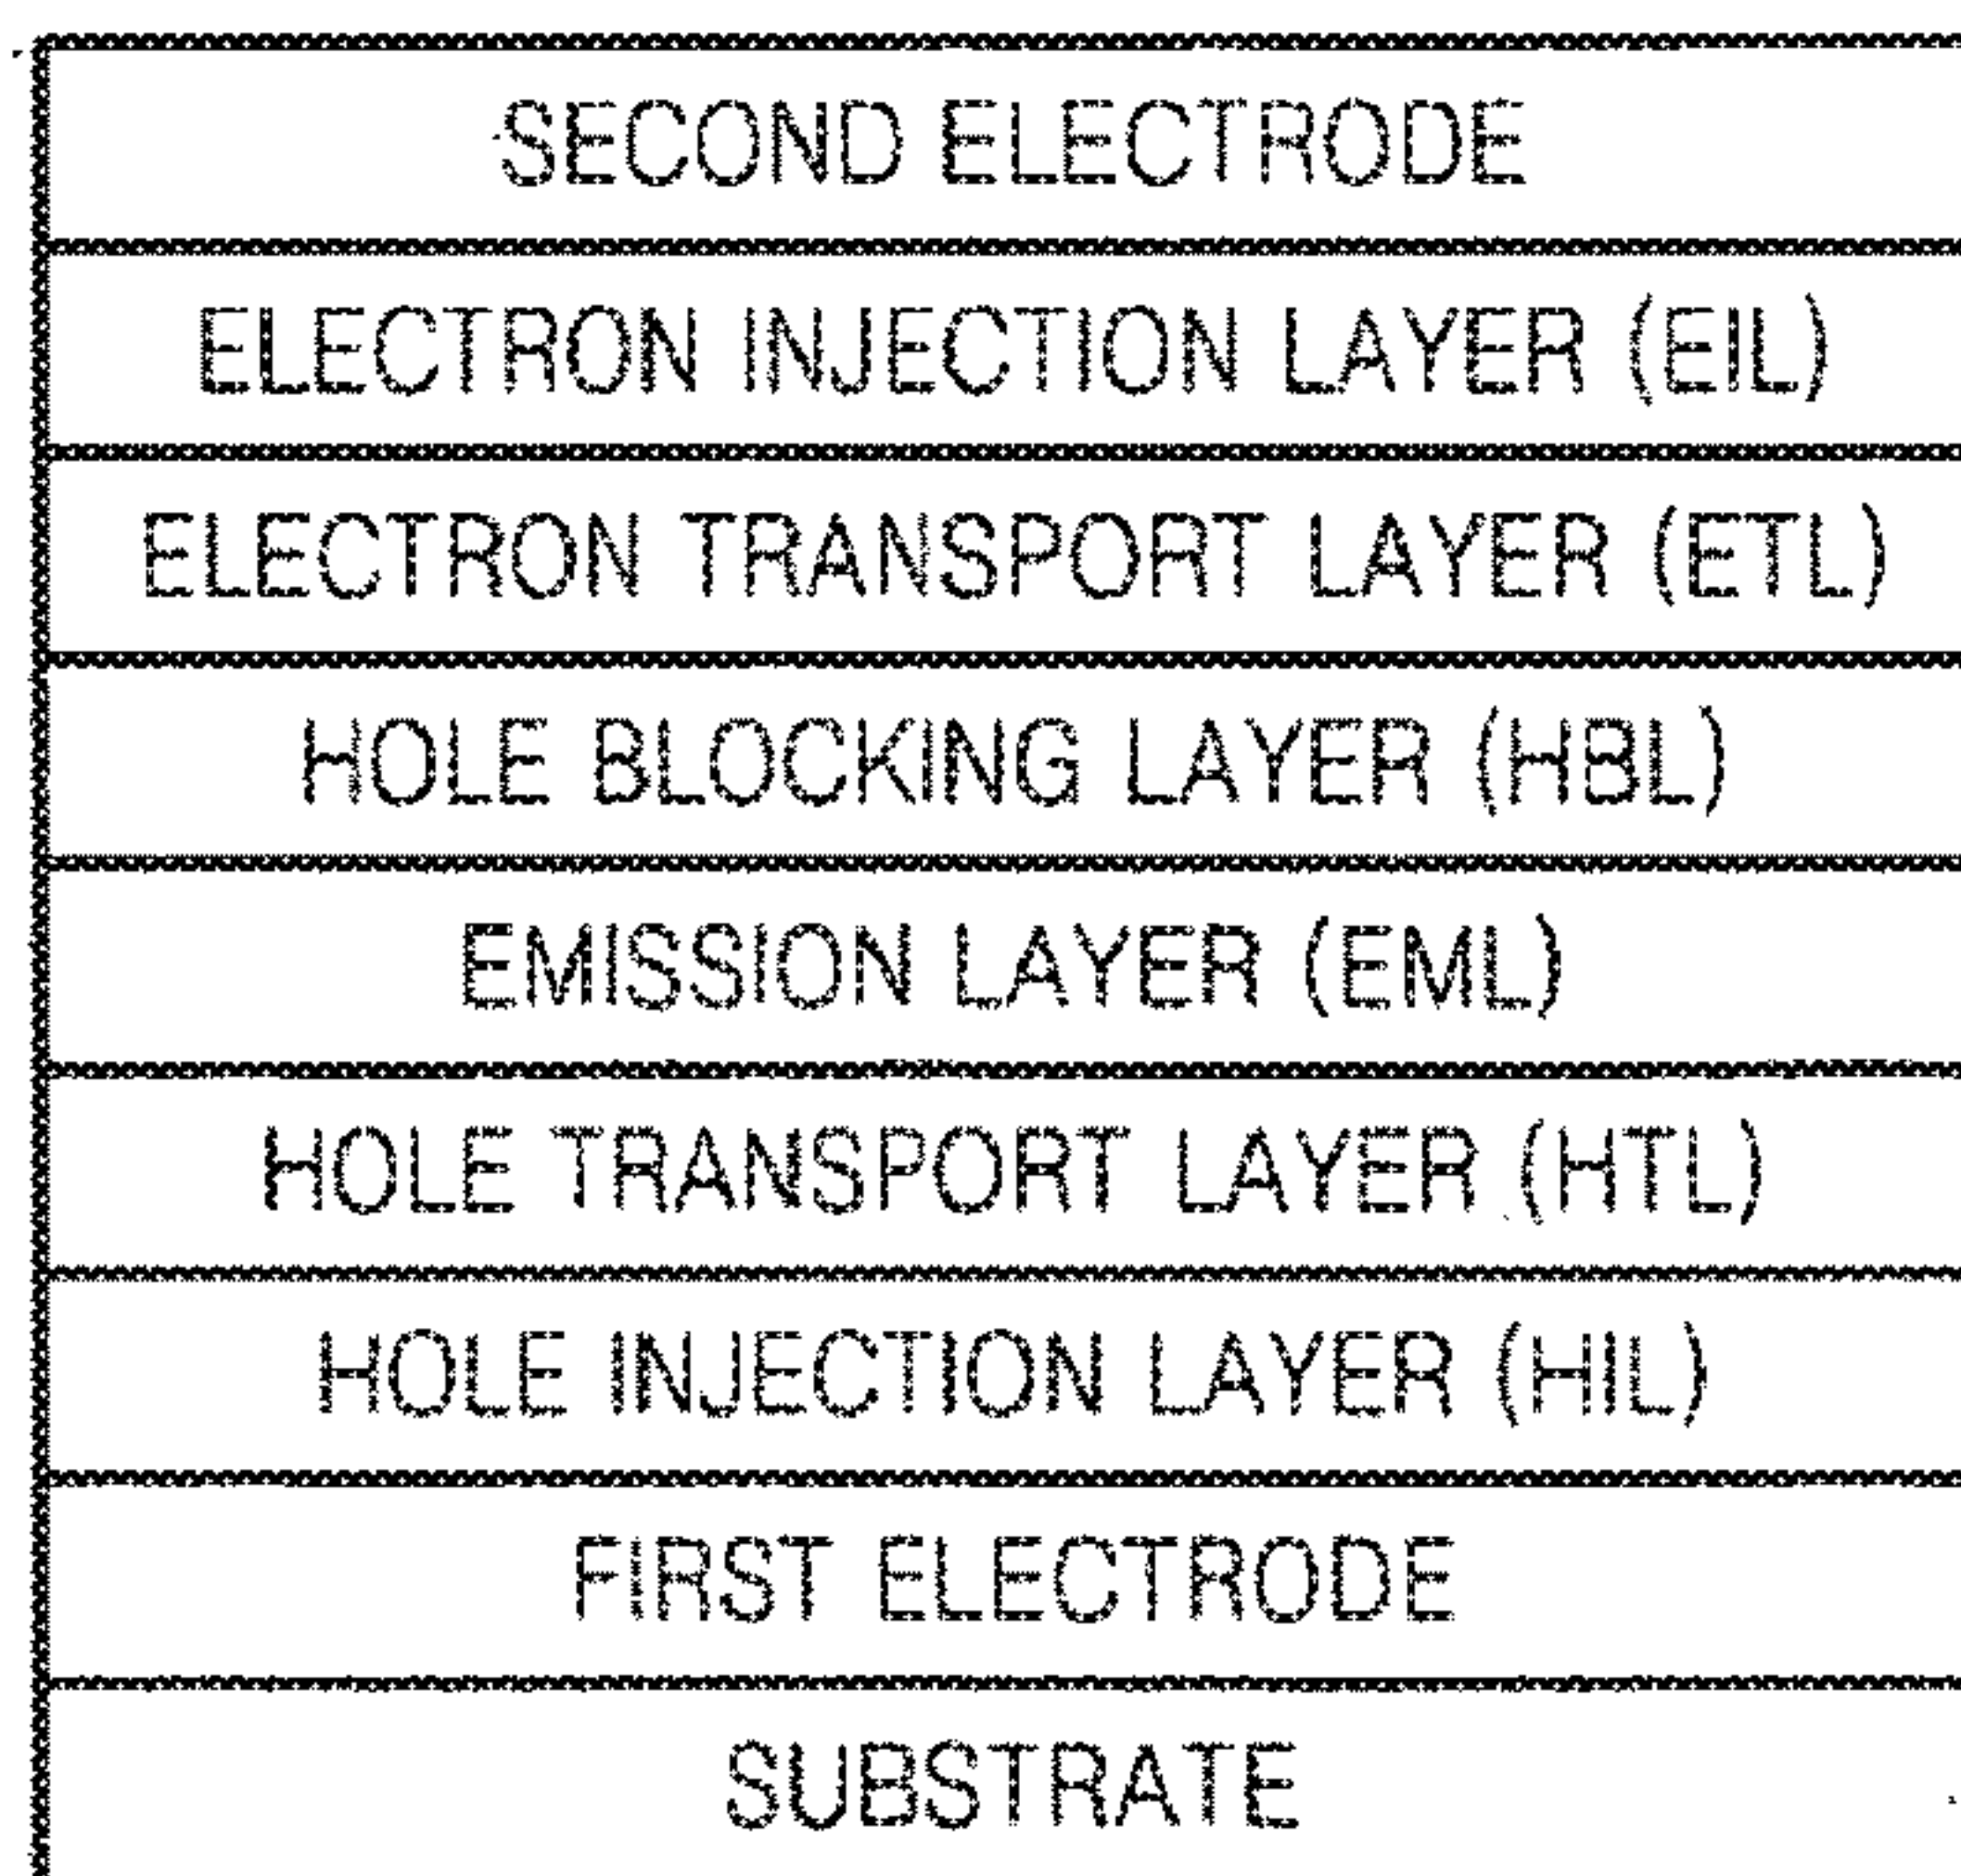 SECOND ELECTRODE
ELECTRON INJECTION LAYER (EIL)
ELECTRON TRANSPORT LAYER (ETL)
HOLE BLOCKING LAYER (HBL)
EMISSION LAYER (EML)
HOLE TRANSPORT LAYER (HTL)
HOLE INJECTION LAYER (HIL)
FIRST ELECTRODE
SUBSTRATE